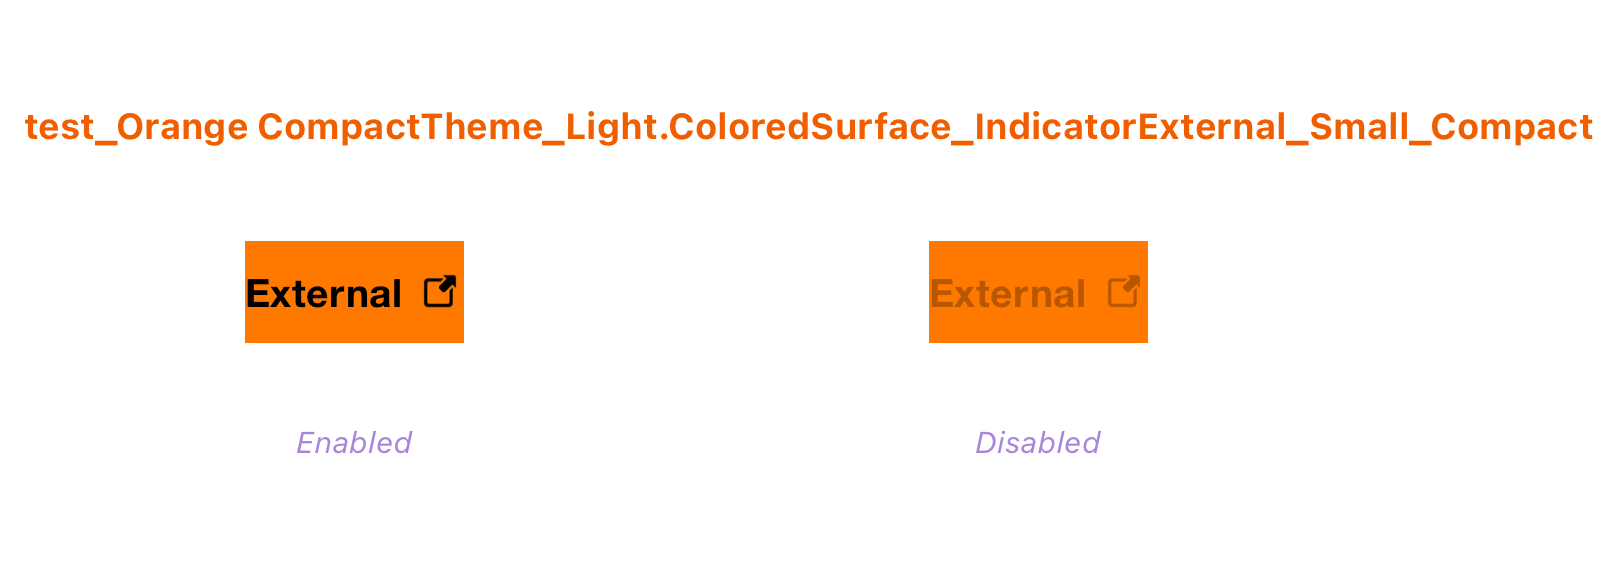 test_Orange CompactTheme_Light.ColoredSurface_IndicatorExternal_Small_Compact
External External
Enabled Disabled